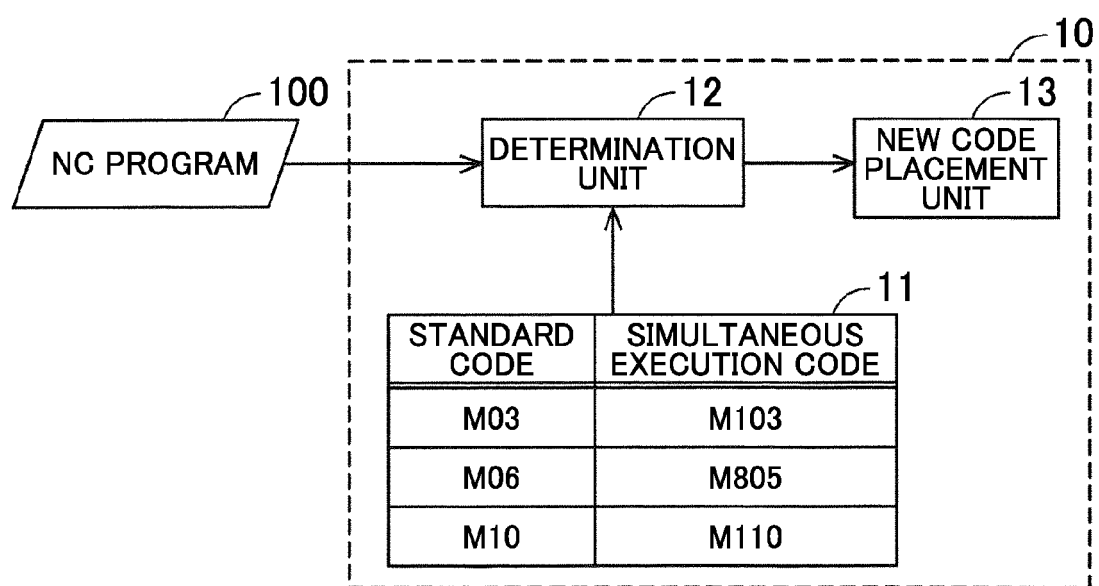 10
100
12
13
NC PROGRAM
DETERMINATION
UNIT
NEW CODE
PLACEMENT
UNIT
11
STANDARD
CODE
SIMULTANEOUS
EXECUTION CODE
M03
M103
M06
M805
M10
M110